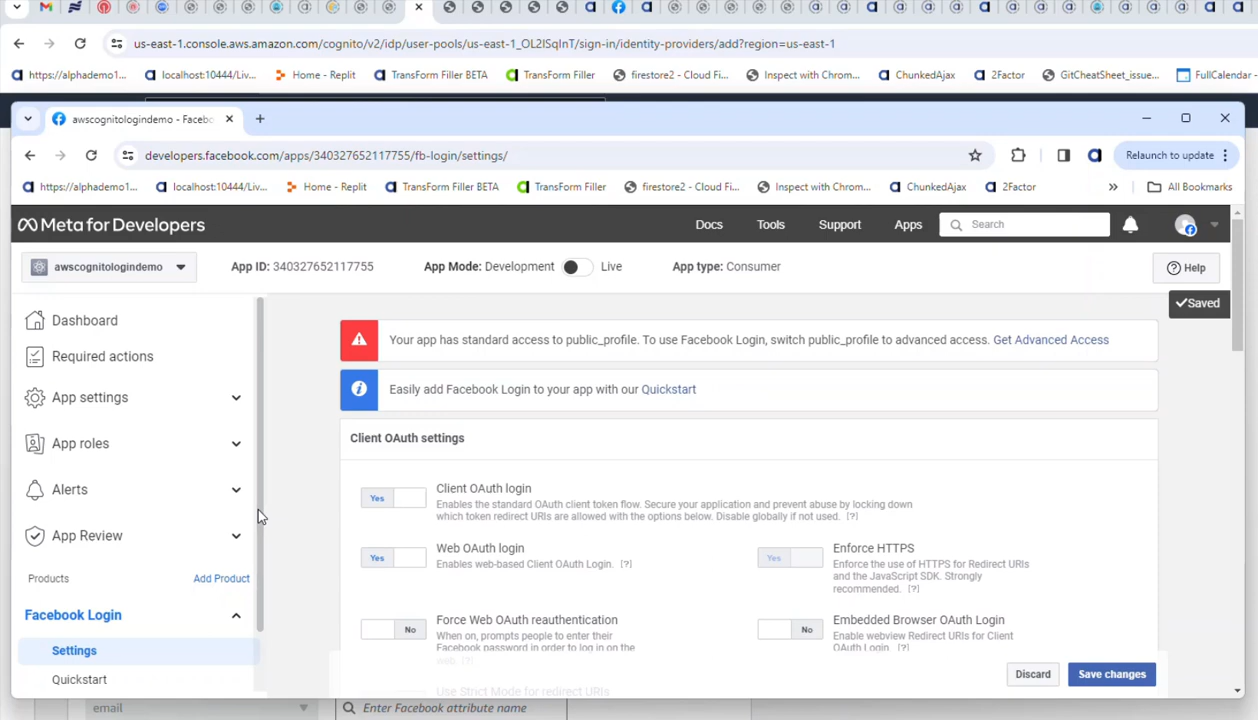 us-east-1.console.aws.amazon.com/cognito/v2/idp/user-pools/us-east-1_OL2ISqInT/sign-in/identity-providers/add?region=us-east-1
https://alphademo1... localhost:10444/Liv... Home - Replit TransForm Filler BETA TransForm Filler firestore2 - Cloud Fi... Inspect with Chrom... ChunkedAjax 2Factor GitCheatSheet_issue... FullCalendar -
awscognitologindemo - Facebo
developers.facebook.com/apps/340327652117755/fb-login/settings/
Relaunch to update
https://alphademo1... localhost:10444/Liv... Home - Replit TransForm Filler BETA TransForm Filler firestore2 - Cloud Fi... Inspect with Chrom... ChunkedAjax 2Factor » All Bookmarks
Meta for Developers Docs Tools Support Apps Search
awscognitologindemo App ID: 340327652117755 App Mode: Development Live App type: Consumer Help
Saved
Dashboard
Required actions
App settings
App roles
Alerts
App Review
Products Add Product
Facebook Login
Settings
Quickstart
Your app has standard access to public_profile. To use Facebook Login, switch public_profile to advanced access. Get Advanced Access
Easily add Facebook Login to your app with our Quickstart
Client OAuth settings
Yes
Client OAuth login
Enables the standard OAuth client token flow. Secure your application and prevent abuse by locking down
which token redirect URIs are allowed with the options below. Disable globally if not used. [?]
Yes
Web OAuth login
Enables web-based Client OAuth Login. [?]
Yes
Enforce HTTPS
Enforce the use of HTTPS for Redirect URIs
and the JavaScript SDK. Strongly
recommended. [?]
No
Force Web OAuth reauthentication
When on, prompts people to enter their
Facebook password in order to log in on the
web. [?]
No
Embedded Browser OAuth Login
Enable webview Redirect URIs for Client
OAuth Login. [?]
Use Strict Mode for redirect URIs
Discard Save changes
email Enter Facebook attribute name